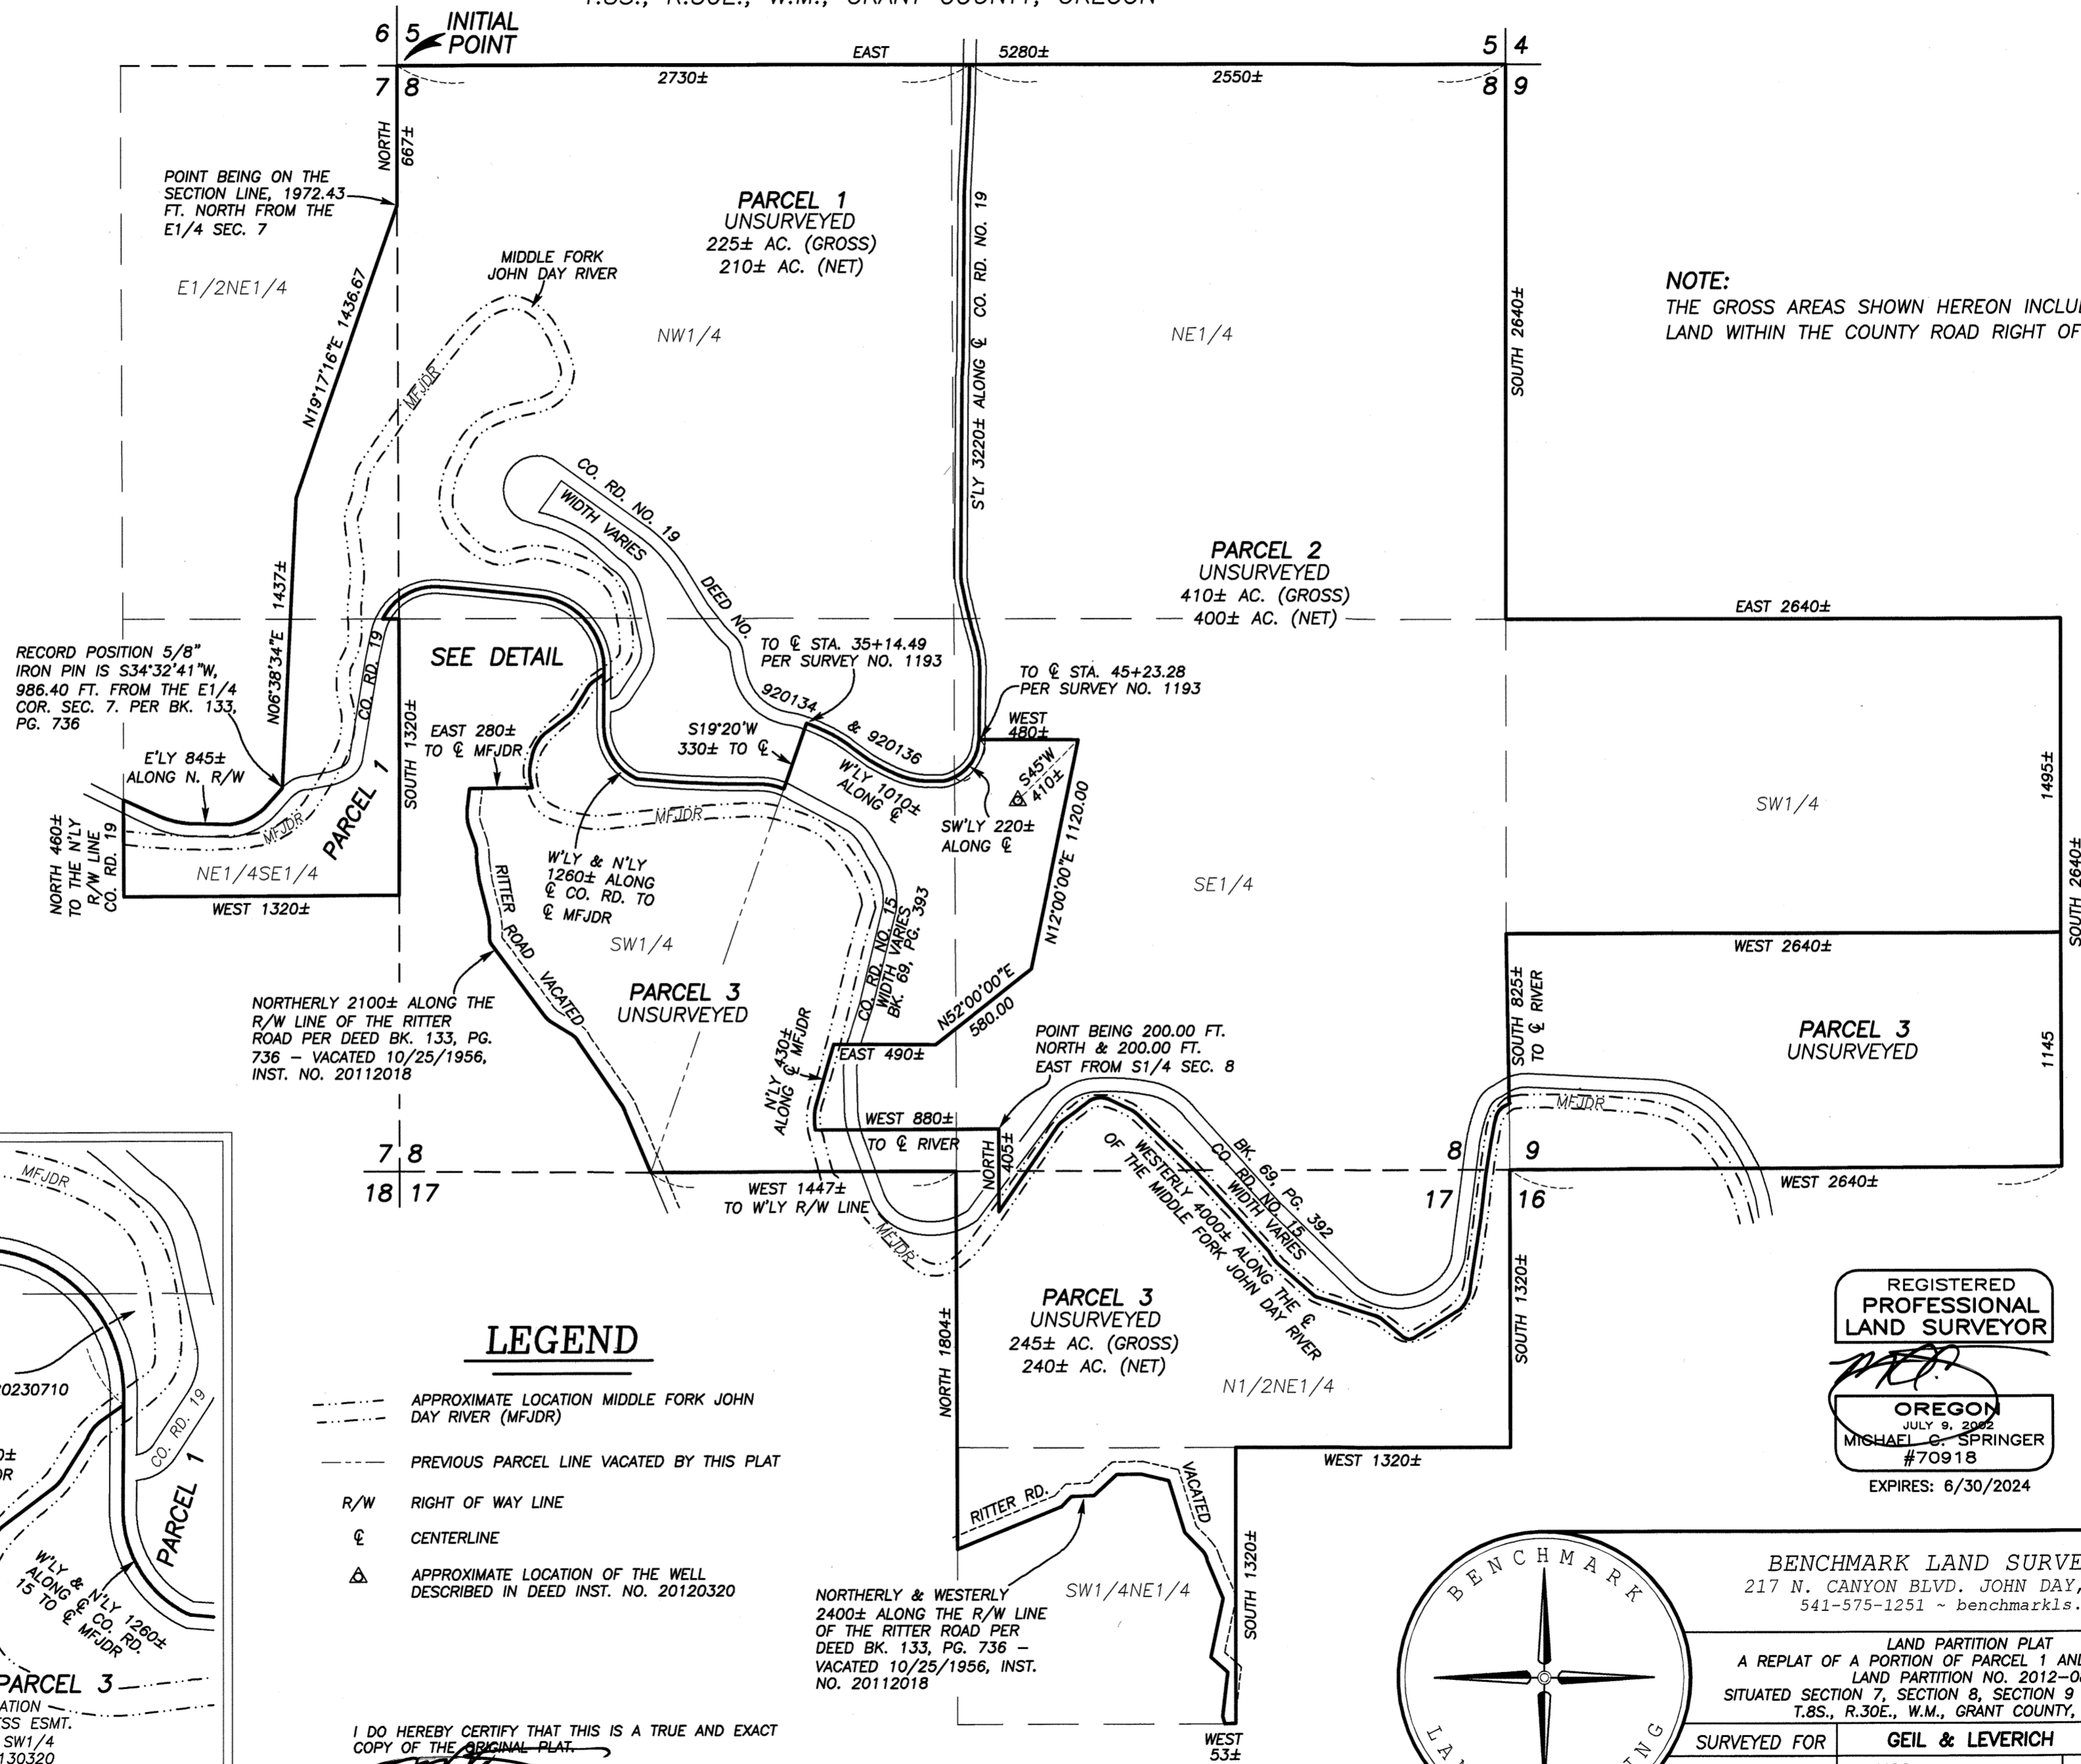 6 5
INITIAL
POINT
EAST 5280±
5 4
7 8
2730±
2550±
8 9
NORTH
667±
POINT BEING ON THE
SECTION LINE, 1972.43
FT. NORTH FROM THE
E1/4 SEC. 7
E1/2NE1/4
N19°17'16"E 1436.67
MIDDLE FORK
JOHN DAY RIVER
MFJDR
PARCEL 1
UNSURVEYED
225± AC. (GROSS)
210± AC. (NET)
NW1/4
S'LY 3220± ALONG ℄ CO. RD. NO. 19
NE1/4
SOUTH 2640±
NOTE:
THE GROSS AREAS SHOWN HEREON
LAND WITHIN THE COUNTY ROAD RIGHT OF
CO. RD. NO. 19
WIDTH VARIES
DEED NO.
920134
& 920136
PARCEL 2
UNSURVEYED
410± AC. (GROSS)
400± AC. (NET)
EAST 2640±
N06°38'34"E 1437±
RECORD POSITION 5/8"
IRON PIN IS S34°32'41"W,
986.40 FT. FROM THE E1/4
COR. SEC. 7. PER BK. 133,
PG. 736
SEE DETAIL
CO. RD. 19
SOUTH 1320±
TO ℄ STA. 35+14.49
PER SURVEY NO. 1193
TO ℄ STA. 45+23.28
PER SURVEY NO. 1193
WEST
480±
S45°W
410±
S19°20'W
330± TO ℄
EAST 280±
TO ℄ MFJDR
E'LY 845±
ALONG N. R/W
NORTH 460±
TO THE N'LY
R/W LINE
CO. RD. 19
MFJDR
PARCEL 1
NE1/4SE1/4
WEST 1320±
MFJDR
W'LY 1010±
ALONG ℄
SW'LY 220±
ALONG ℄
N12°00'00"E 1120.00
SE1/4
SW1/4
1495±
SOUTH 2640±
WEST 2640±
W'LY & N'LY
1260± ALONG
℄ CO. RD. TO
℄ MFJDR
RITTER ROAD VACATED
SW1/4
CO. RD. NO. 15
WIDTH VARIES
BK. 69, PG. 393
N52°00'00"E
580.00
EAST 490±
N'LY 430±
ALONG ℄ MFJDR
PARCEL 3
UNSURVEYED
NORTHERLY 2100± ALONG THE
R/W LINE OF THE RITTER
ROAD PER DEED BK. 133, PG.
736 – VACATED 10/25/1956,
INST. NO. 20112018
POINT BEING 200.00 FT.
NORTH & 200.00 FT.
EAST FROM S1/4 SEC. 8
SOUTH 825±
TO ℄ RIVER
PARCEL 3
UNSURVEYED
1145
MFJDR
WEST 880±
TO ℄ RIVER
NORTH
405±
7 8
18 17
WEST 1447±
TO W'LY R/W LINE
MFJDR
BK. 69, PG. 392
CO. RD. NO. 15
WIDTH VARIES
WESTERLY 4000± ALONG THE ℄
OF THE MIDDLE FORK JOHN DAY RIVER
8 9
17 16
WEST 2640±
SOUTH 1320±
NORTH 1804±
PARCEL 3
UNSURVEYED
245± AC. (GROSS)
240± AC. (NET)
N1/2NE1/4
WEST 1320±
RITTER RD. VACATED
SW1/4NE1/4
SOUTH 1320±
NORTHERLY & WESTERLY
2400± ALONG THE R/W LINE
OF THE RITTER ROAD PER
DEED BK. 133, PG. 736 –
VACATED 10/25/1956, INST.
NO. 20112018
WEST
53±
MFJDR
CO. RD. 19
PARCEL 1
W'LY & N'LY 1260±
ALONG ℄ CO. RD.
15 TO ℄ MFJDR
PARCEL 3
ESMT.
SW1/4
LEGEND
APPROXIMATE LOCATION MIDDLE FORK JOHN
DAY RIVER (MFJDR)
PREVIOUS PARCEL LINE VACATED BY THIS PLAT
R/W RIGHT OF WAY LINE
℄ CENTERLINE
APPROXIMATE LOCATION OF THE WELL
DESCRIBED IN DEED INST. NO. 20120320
I DO HEREBY CERTIFY THAT THIS IS A TRUE AND EXACT
COPY OF THE ORIGINAL PLAT.
REGISTERED
PROFESSIONAL
LAND SURVEYOR
OREGON
JULY 9, 2002
MICHAEL C. SPRINGER
#70918
EXPIRES: 6/30/2024
BENCHMARK
BENCHMARK LAND
217 N. CANYON BLVD. JOHN DAY,
541-575-1251 ~ benchmarkls.
LAND PARTITION PLAT
A REPLAT OF A PORTION OF PARCEL 1
LAND PARTITION NO.
SITUATED SECTION 7, SECTION 8, SECTION 9
T.8S., R.30E., W.M., GRANT COUNTY,
SURVEYED FOR GEIL & LEVERICH